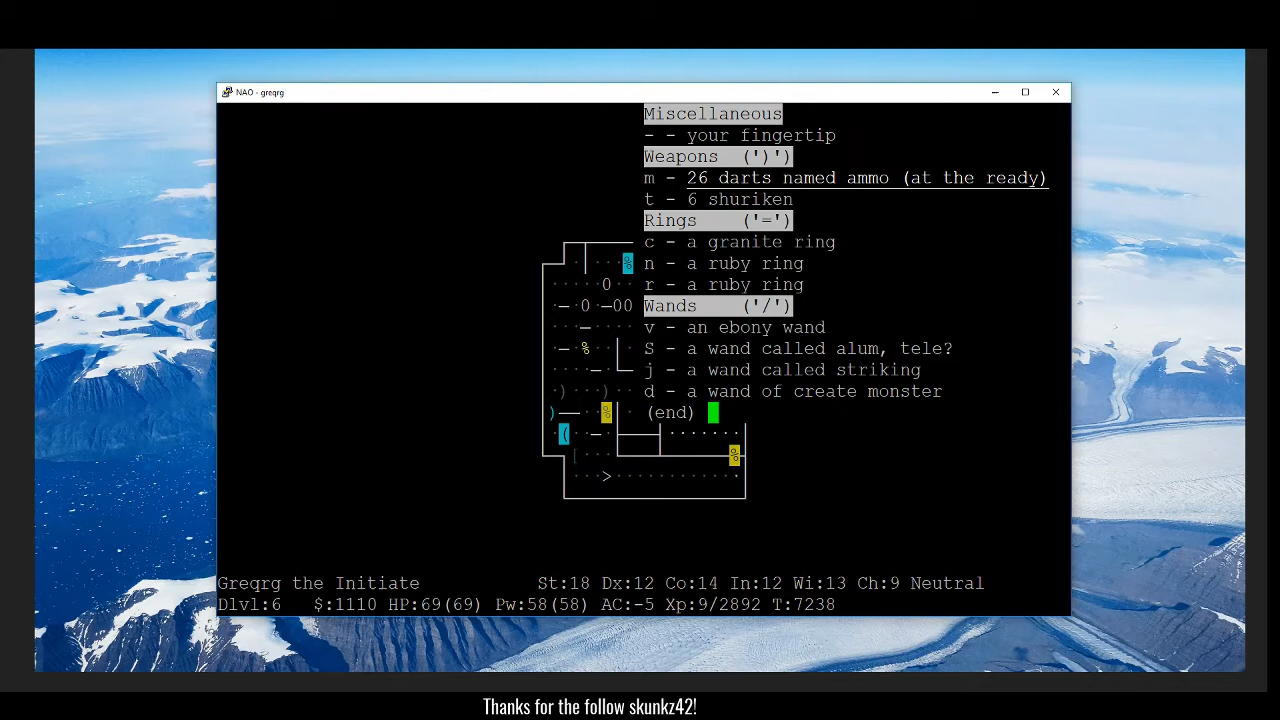 NAO - greqrg
Miscellaneous
- - your fingertip
Weapons (')')
m - 26 darts named ammo (at the ready)
t - 6 shuriken
Rings ('=')
c - a granite ring
n - a ruby ring
r - a ruby ring
Wands ('/')
v - an ebony wand
S - a wand called alum, tele?
j - a wand called striking
d - a wand of create monster
(end)
Greqrg the Initiate St:18 Dx:12 Co:14 In:12 Wi:13 Ch:9 Neutral
Dlvl:6 $:1110 HP:69(69) Pw:58(58) AC:-5 Xp:9/2892 T:7238
Thanks for the follow skunkz42!